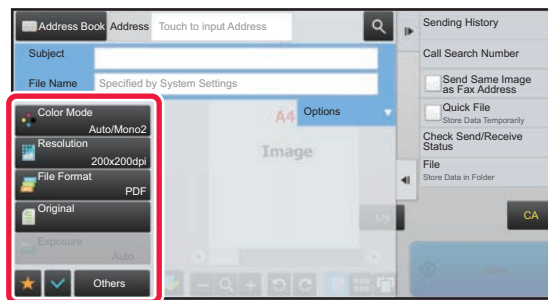 Address Book Address Touch to input Address
Subject
File Name Specified by System Settings
Options
Color Mode
Auto/Mono2
Resolution
200x200dpi
File Format
PDF
Original
Exposure
Auto
Others
A4
Image
1/1
Sending History
Call Search Number
Send Same Image
as Fax Address
Quick File
Store Data Temporarily
Check Send/Receive
Status
File
Store Data in Folder
CA
Start